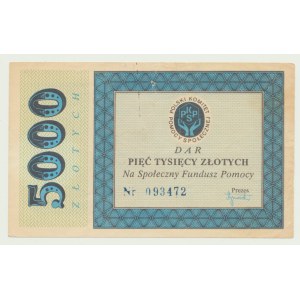 5000
ZŁOTYCH
POLSKI KOMITET
POMOCY SPOŁECZNEJ
PKPS
DAR
PIĘĆ TYSIĘCY ZŁOTYCH
Na Społeczny Fundusz Pomocy
Nr 093472
Prezes